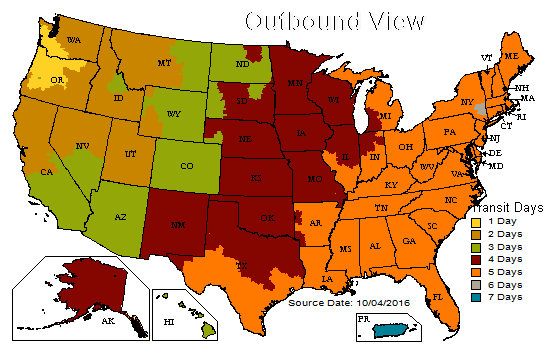 Outbound View
WA
OR
MT
ND
MN
ID
SD
WI
MI
WY
NE
IA
NV
UT
CO
CA
KS
MO
IL
IN
OH
PA
NY
VT
ME
NH
MA
RI
CT
NJ
DE
MD
WV
VA
KY
NC
TN
SC
AZ
NM
OK
AR
TX
MS
AL
GA
LA
FL
AK
HI
PR
Transit Days
1 Day
2 Days
3 Days
4 Days
5 Days
6 Days
7 Days
Source Date: 10/04/2016